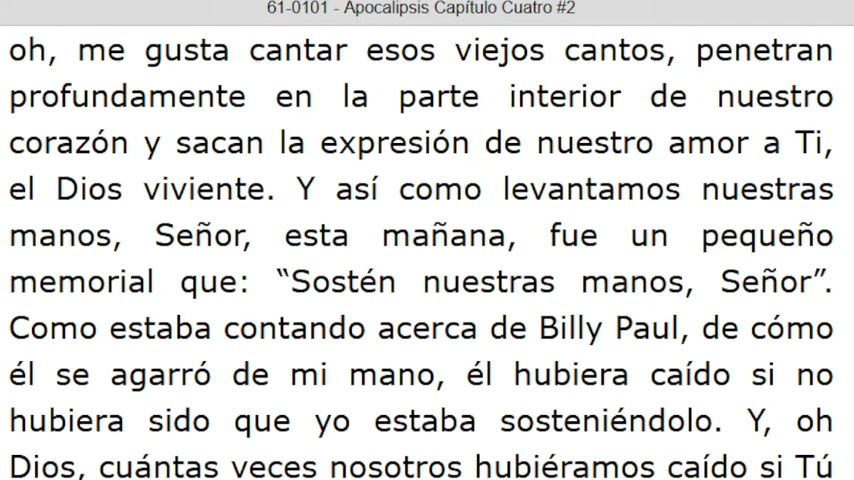 61-0101 - Apocalipsis Capítulo Cuatro #2
oh, me gusta cantar esos viejos cantos, penetran
profundamente en la parte interior de nuestro
corazón y sacan la expresión de nuestro amor a Ti,
el Dios viviente. Y así como levantamos nuestras
manos, Señor, esta mañana, fue un pequeño
memorial que: “Sostén nuestras manos, Señor”.
Como estaba contando acerca de Billy Paul, de cómo
él se agarró de mi mano, él hubiera caído si no
hubiera sido que yo estaba sosteniéndolo. Y, oh
Dios, cuántas veces nosotros hubiéramos caído si Tú